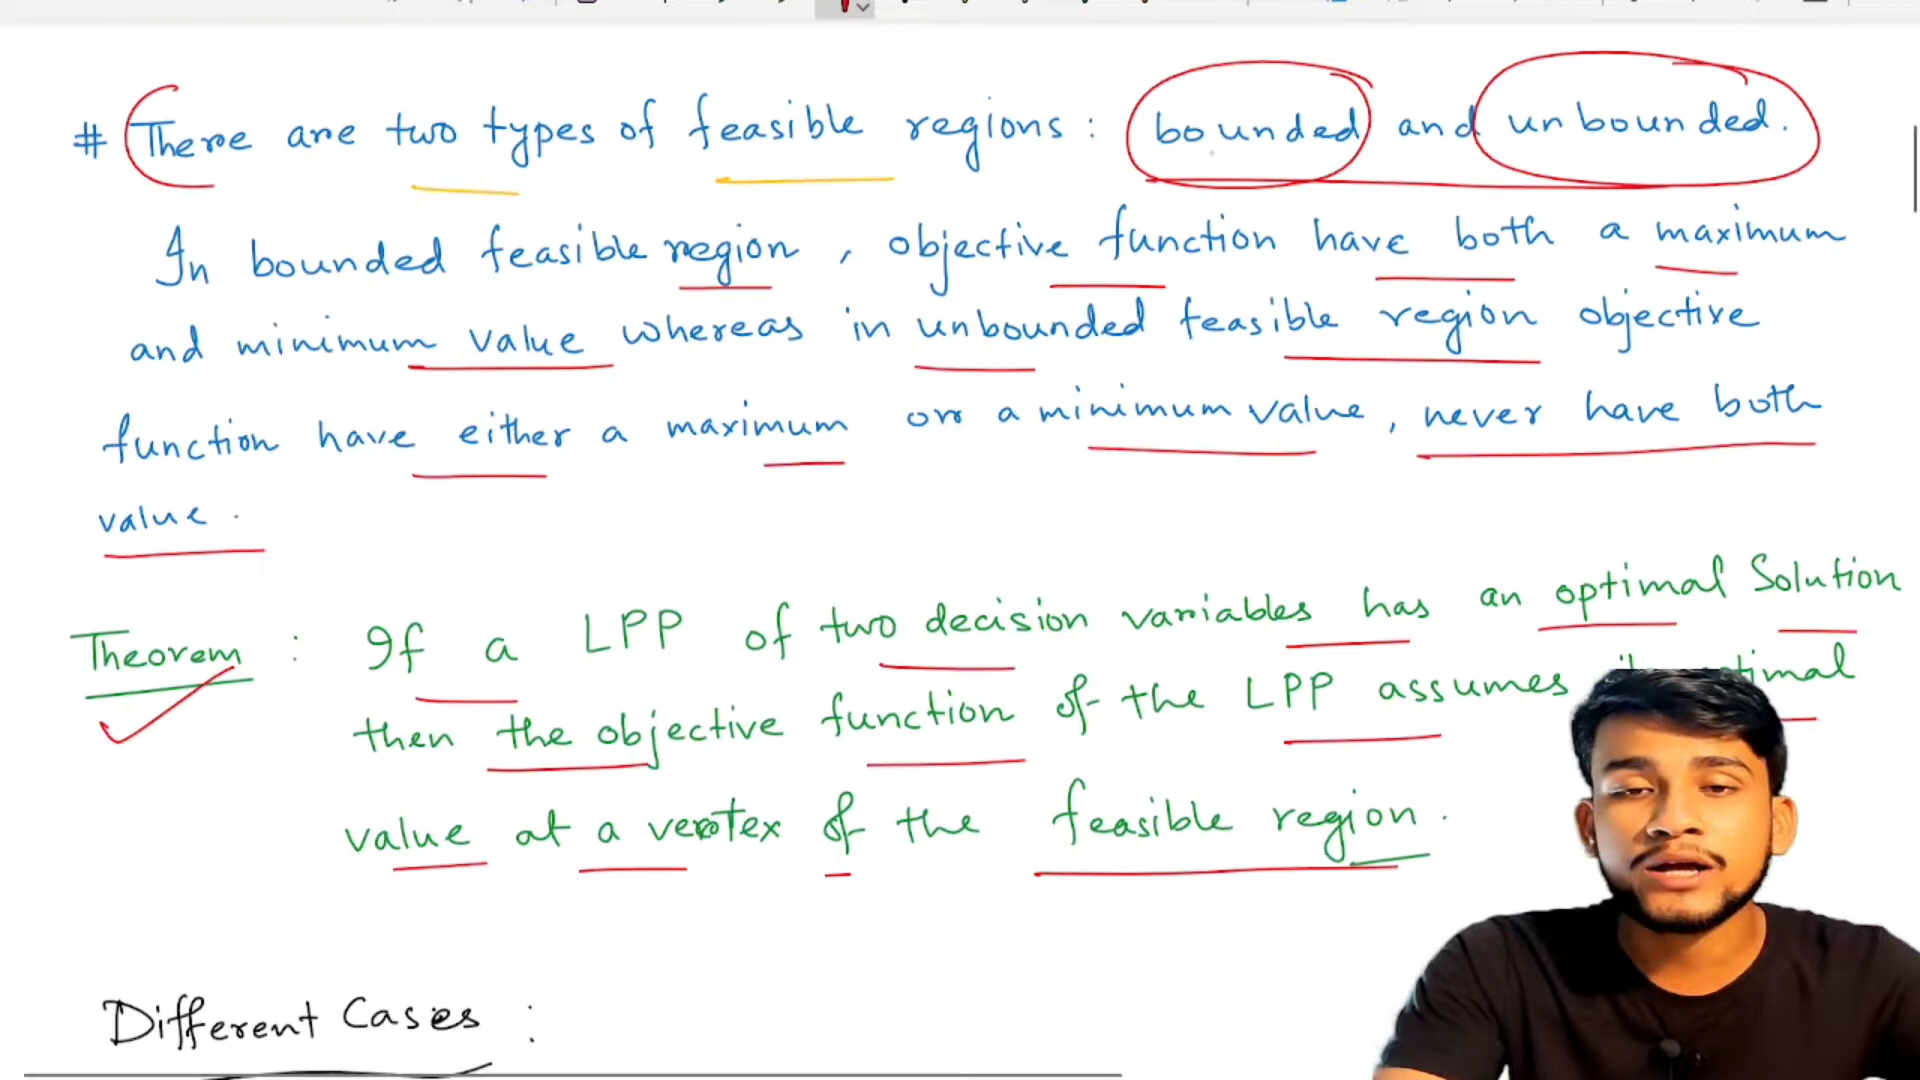 # There are two types of feasible regions : bounded and unbounded.
In bounded feasible region , objective function have both a maximum
and minimum value whereas in unbounded feasible region objective
function have either a maximum or a minimum value , never have both
value .
Theorem : If a LPP of two decision variables has an optimal Solution
then the objective function of the LPP assumes
value at a vertex of the feasible region .
Different Cases :